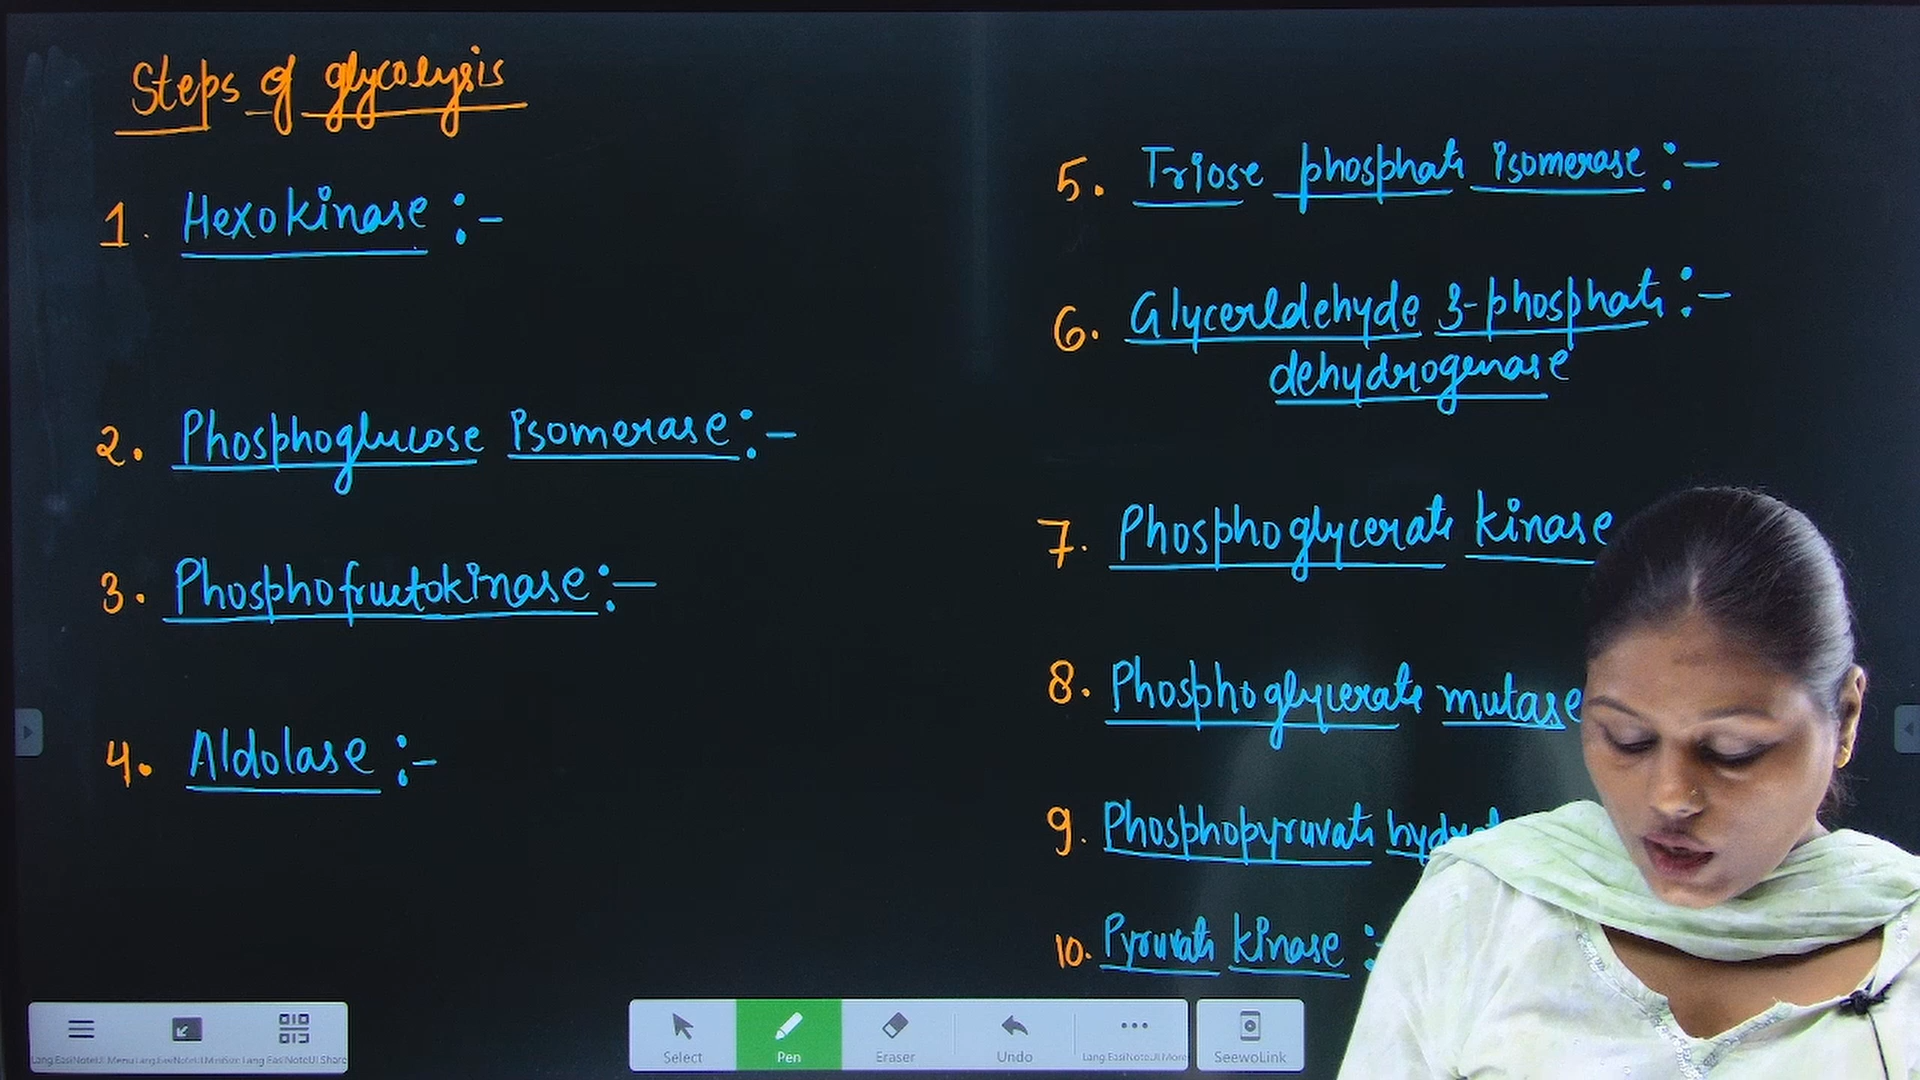 Steps of glycolysis
1. Hexokinase :-
2. Phosphoglucose isomerase :-
3. Phosphofructokinase :-
4. Aldolase :-
5. Triose phosphate isomerase :-
6. Glycerldehyde 3-phosphate :-
dehydrogenase
7. Phosphoglycerate kinase
8. Phosphoglycerate mutase
9. Phosphopyruvate
10. Pyruvate kinase :-
Select
Pen
Eraser
Undo
SeewoLink